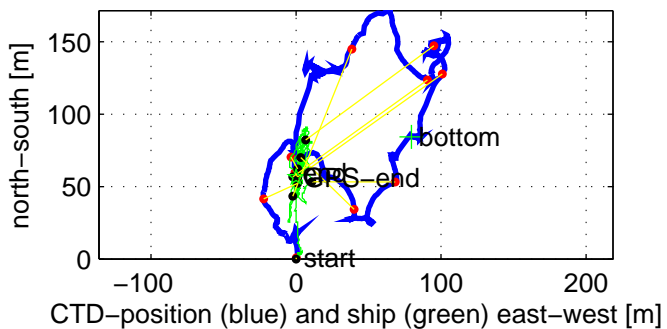 150
100
50
0
north−south [m]
bottom
end
GPS−end
start
−100
0
100
200
CTD−position (blue) and ship (green) east−west [m]